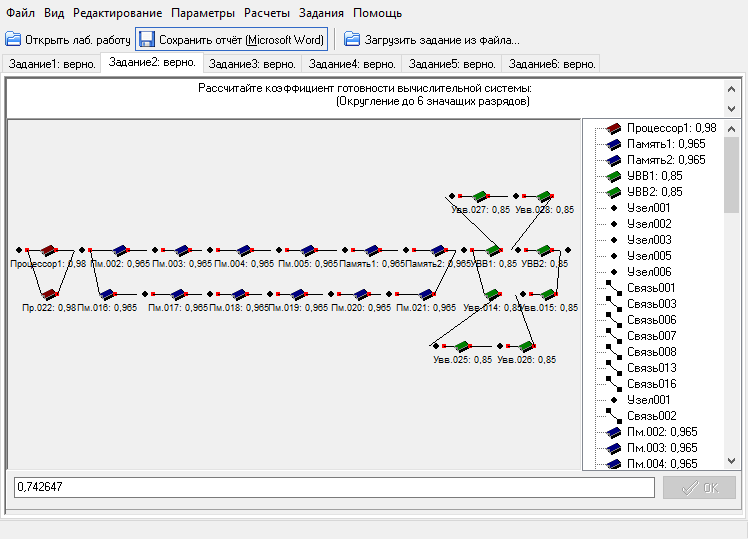 Файл Вид Редактирование Параметры Расчеты Задания Помощь
Открыть лаб. работу Сохранить отчёт (Microsoft Word) Загрузить задание из файла...
Задание1: верно. Задание2: верно. Задание3: верно. Задание4: верно. Задание5: верно. Задание6: верно.
Рассчитайте коэффициент готовности вычислительной системы:
(Округление до 6 значащих разрядов)
Увв.027: 0,85 Увв.028: 0,85
Процессор1: 0,98 Пм.002: 0,965 Пм.003: 0,965 Пм.004: 0,965 Пм.005: 0,965 Память1: 0,965 Память2: 0,965 УВВ1: 0,85 УВВ2: 0,85
Пр.022: 0,98 Пм.016: 0,965 Пм.017: 0,965 Пм.018: 0,965 Пм.019: 0,965 Пм.020: 0,965 Пм.021: 0,965 Увв.014: 0,85 Увв.015: 0,85
Увв.025: 0,85 Увв.026: 0,85
Процессор1: 0,98
Память1: 0,965
Память2: 0,965
УВВ1: 0,85
УВВ2: 0,85
Узел001
Узел002
Узел003
Узел005
Узел006
Связь001
Связь003
Связь006
Связь007
Связь008
Связь013
Связь016
Узел001
Связь002
Пм.002: 0,965
Пм.003: 0,965
Пм.004: 0,965
0,742647
OK